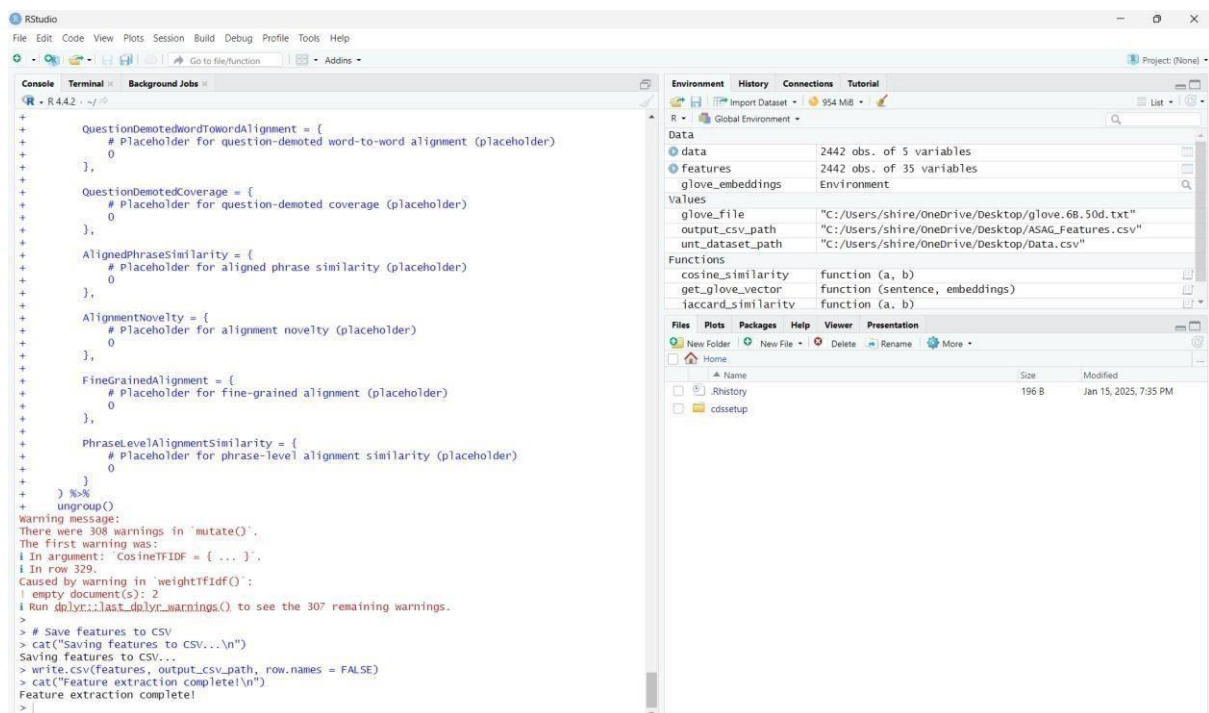 RStudio
File Edit Code View Plots Session Build Debug Profile Tools Help
Go to file/function Addins
Project: (None)
Console Terminal Background Jobs
R 4.4.2 · ~/
+
+ QuestionDemotedWordToWordAlignment = {
+ # Placeholder for question-demoted word-to-word alignment (placeholder)
+ 0
+ },
+
+ QuestionDemotedCoverage = {
+ # Placeholder for question-demoted coverage (placeholder)
+ 0
+ },
+
+ AlignedPhraseSimilarity = {
+ # Placeholder for aligned phrase similarity (placeholder)
+ 0
+ },
+
+ AlignmentNovelty = {
+ # Placeholder for alignment novelty (placeholder)
+ 0
+ },
+
+ FineGrainedAlignment = {
+ # Placeholder for fine-grained alignment (placeholder)
+ 0
+ },
+
+ PhraseLevelAlignmentSimilarity = {
+ # Placeholder for phrase-level alignment similarity (placeholder)
+ 0
+ }
+ ) %>%
+ ungroup()
Warning message:
There were 308 warnings in `mutate()`.
The first warning was:
i In argument: `CosineTFIDF = { ... }`.
i In row 329.
Caused by warning in `weightTfIdf()`:
! empty document(s): 2
i Run dplyr::last_dplyr_warnings() to see the 307 remaining warnings.
>
> # Save features to CSV
> cat("Saving features to CSV...\n")
Saving features to CSV...
> write.csv(features, output_csv_path, row.names = FALSE)
> cat("Feature extraction complete!\n")
Feature extraction complete!
>
Environment History Connections Tutorial
Import Dataset 954 MiB List
R Global Environment
Data
data 2442 obs. of 5 variables
features 2442 obs. of 35 variables
glove_embeddings Environment
Values
glove_file "C:/Users/shire/OneDrive/Desktop/glove.6B.50d.txt"
output_csv_path "C:/Users/shire/OneDrive/Desktop/ASAG_Features.csv"
unt_dataset_path "C:/Users/shire/OneDrive/Desktop/Data.csv"
Functions
cosine_similarity function (a, b)
get_glove_vector function (sentence, embeddings)
jaccard_similarity function (a, b)
Files Plots Packages Help Viewer Presentation
New Folder New File Delete Rename More
Home
Name Size Modified
.Rhistory 196 B Jan 15, 2025, 7:35 PM
cdssetup